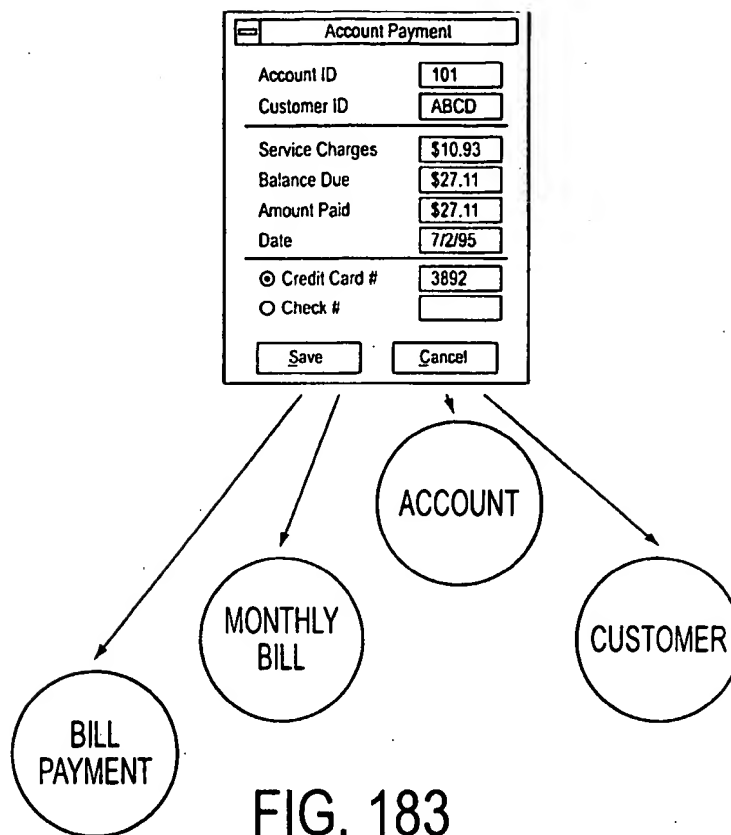 Account Payment
Account ID 101
Customer ID ABCD
Service Charges $10.93
Balance Due $27.11
Amount Paid $27.11
Date 7/2/95
Credit Card # 3892
Check #
Save Cancel
ACCOUNT
MONTHLY
BILL
CUSTOMER
BILL
PAYMENT
FIG. 183